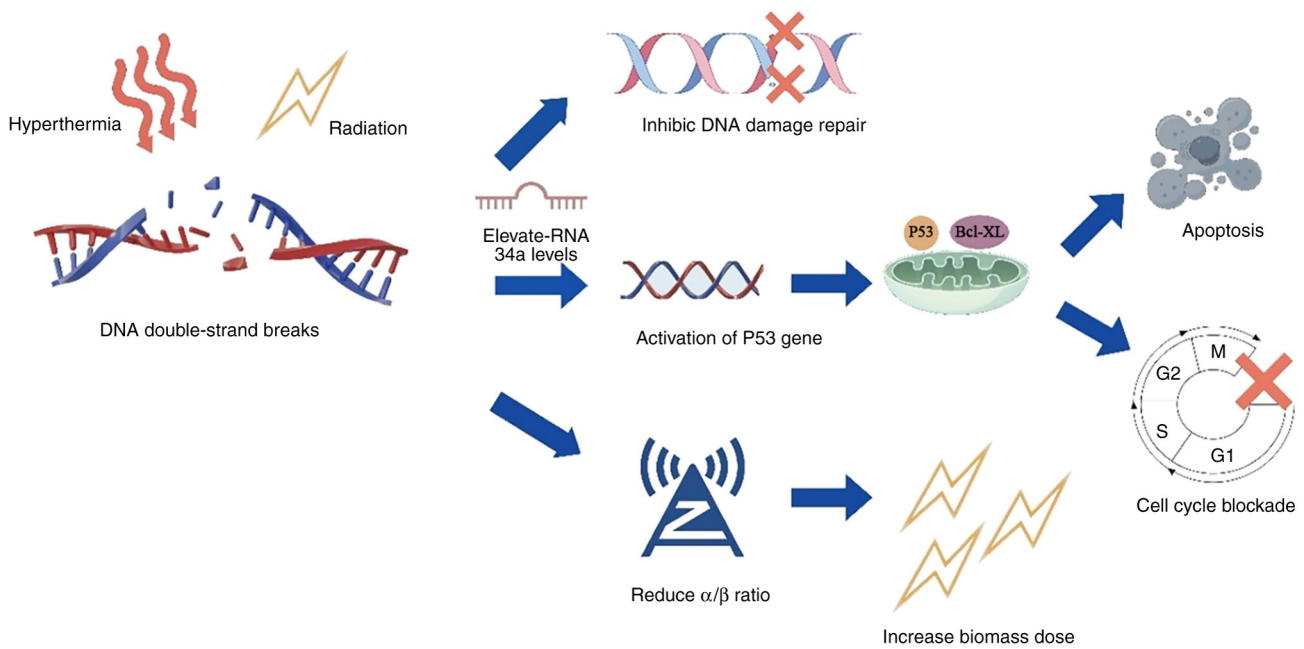 Hyperthermia
Radiation
DNA double-strand breaks
Inhibic DNA damage repair
Elevate-RNA
34a levels
Activation of P53 gene
P53
Bcl-XL
Apoptosis
M
G2
S
G1
Cell cycle blockade
Z
Reduce α/β ratio
Increase biomass dose